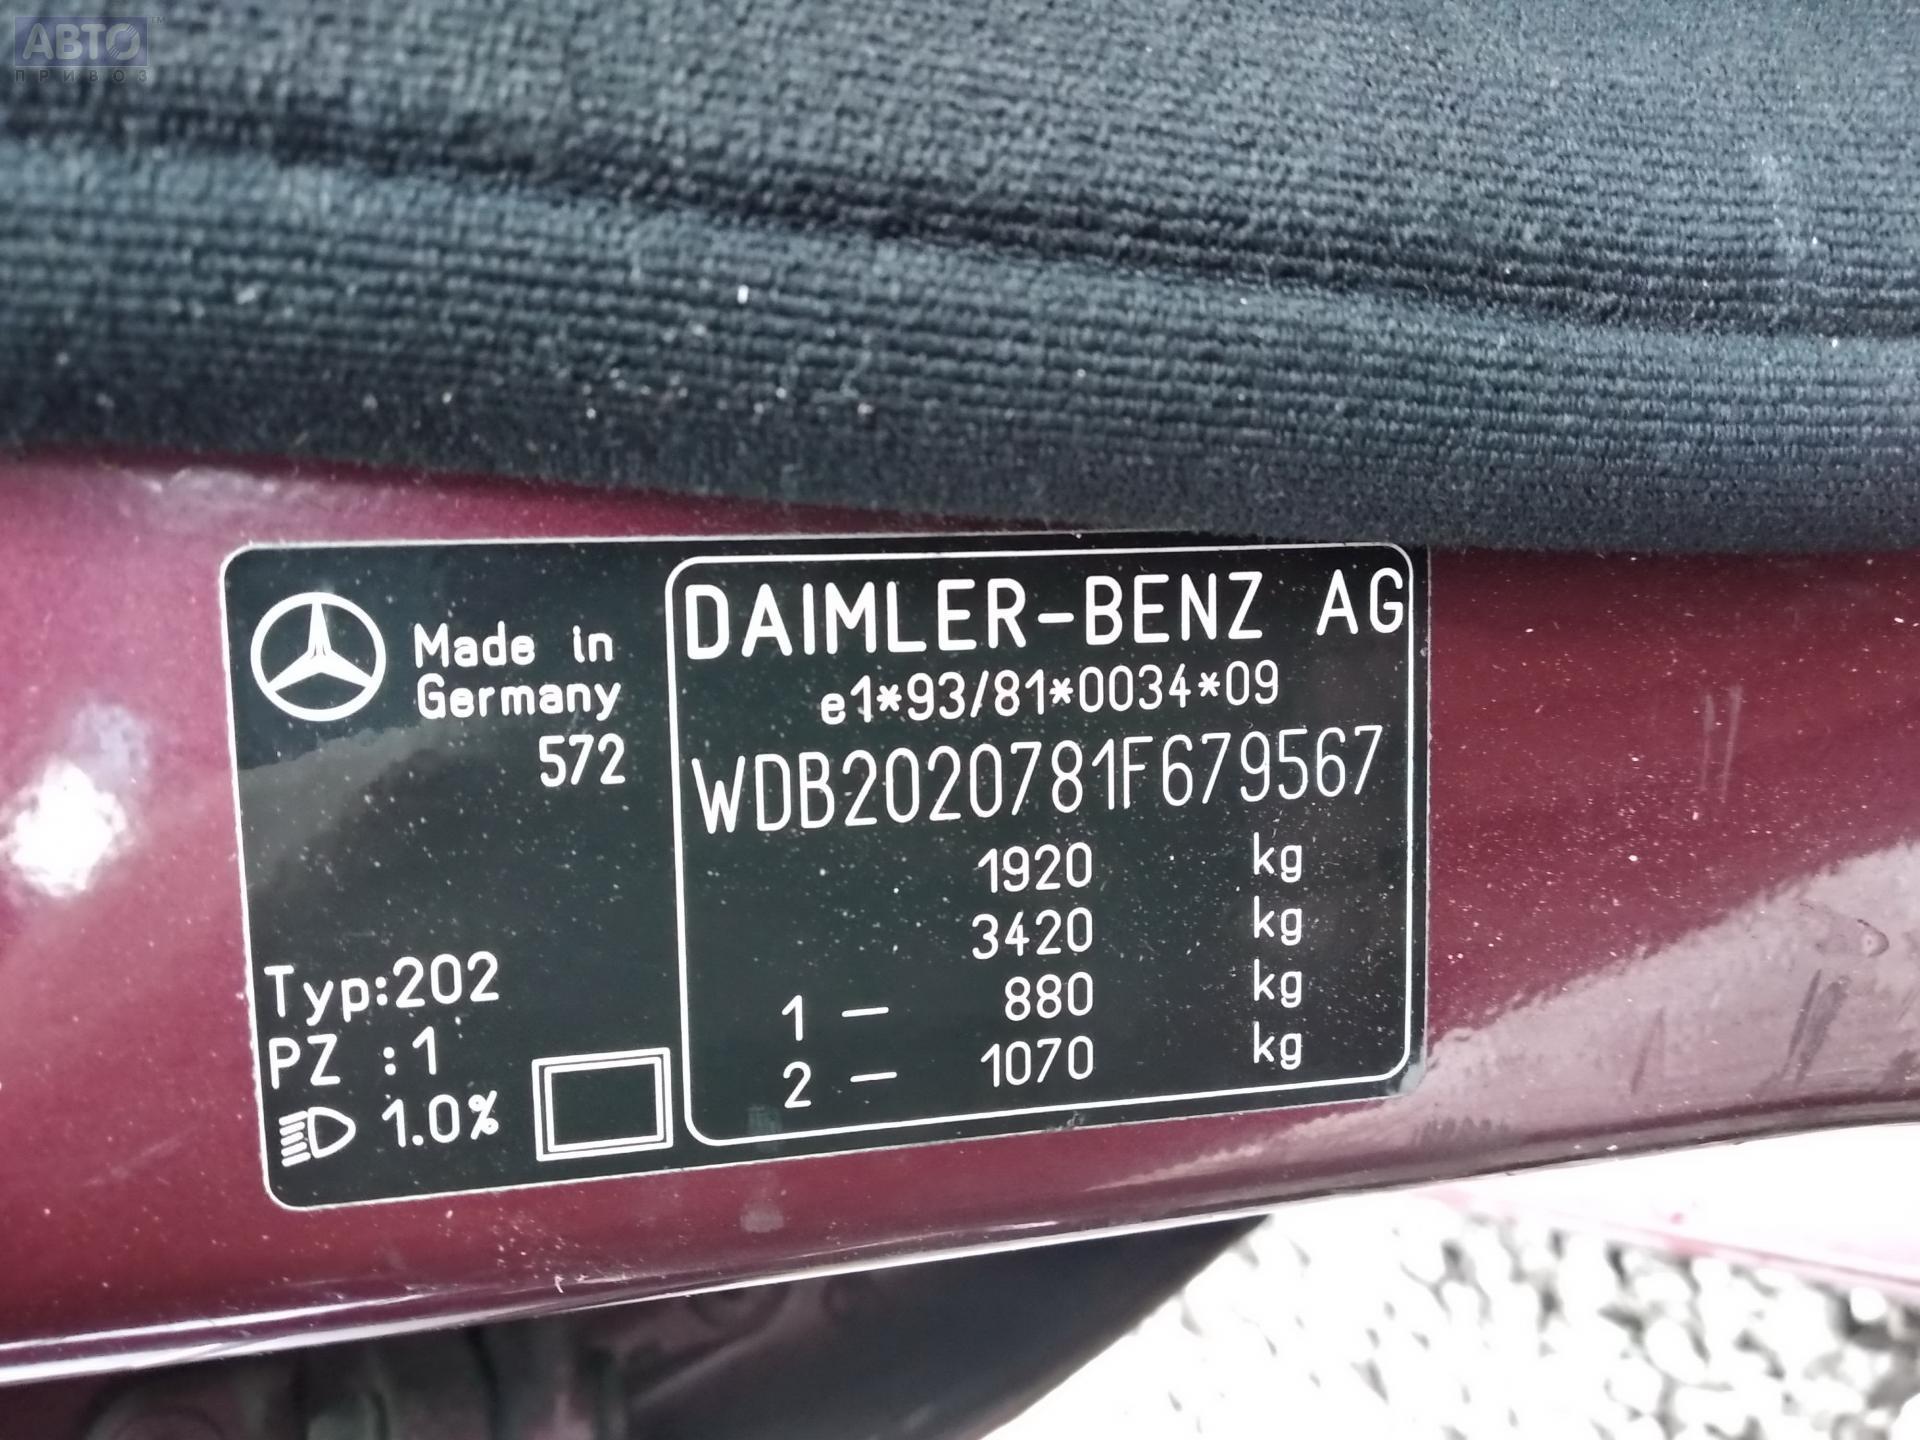 АВТО™
ПРИВОЗ
Made in
Germany
572
Typ:202
PZ :1
1.0%
DAIMLER-BENZ AG
e1*93/81*0034*09
WDB2020781F679567
1920 kg
3420 kg
1 – 880 kg
2 – 1070 kg